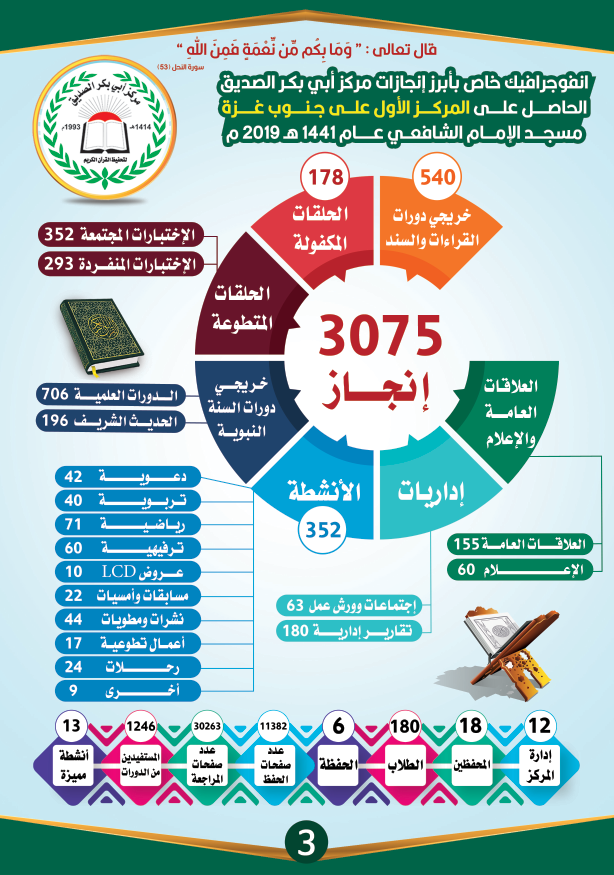 قال تعالى : " وَمَا بِكُم مِّن نِّعْمَةٍ فَمِنَ اللهِ "
سورة النحل (53)
انفوجرافيك خاص بأبرز إنجازات مركز أبي بكر الصديق
الحاصل على المركز الأول على جنوب غزة
مسجد الإمام الشافعي عام 1441 هـ 2019 م
مركز أبي بكر الصديق
1414هـ
1993م
لتحفيظ القرآن الكريم
540
خريجي دورات
القراءات والسند
178
الحلقات
المكفولة
الحلقات
المتطوعة
الإختبارات المجتمعة 352
الإختبارات المنفردة 293
3075
إنجاز
خريجي
دورات السنة
النبوية
الدورات العلمية 706
الحديث الشريف 196
العلاقات
العامة
والإعلام
العلاقات العامة 155
الإعلام 60
إداريات
إجتماعات وورش عمل 63
تقارير إدارية 180
الأنشطة
352
دعوية 42
تربوية 40
رياضية 71
ترفيهية 60
عروض LCD 10
مسابقات وأمسيات 22
نشرات ومطويات 44
أعمال تطوعية 17
رحلات 24
أخرى 9
12
إدارة
المركز
18
المحفظين
180
الطلاب
6
الحفظة
11382
عدد
صفحات
الحفظ
30263
عدد
صفحات
المراجعة
1246
المستفيدين
من الدورات
13
أنشطة
مميزة
3